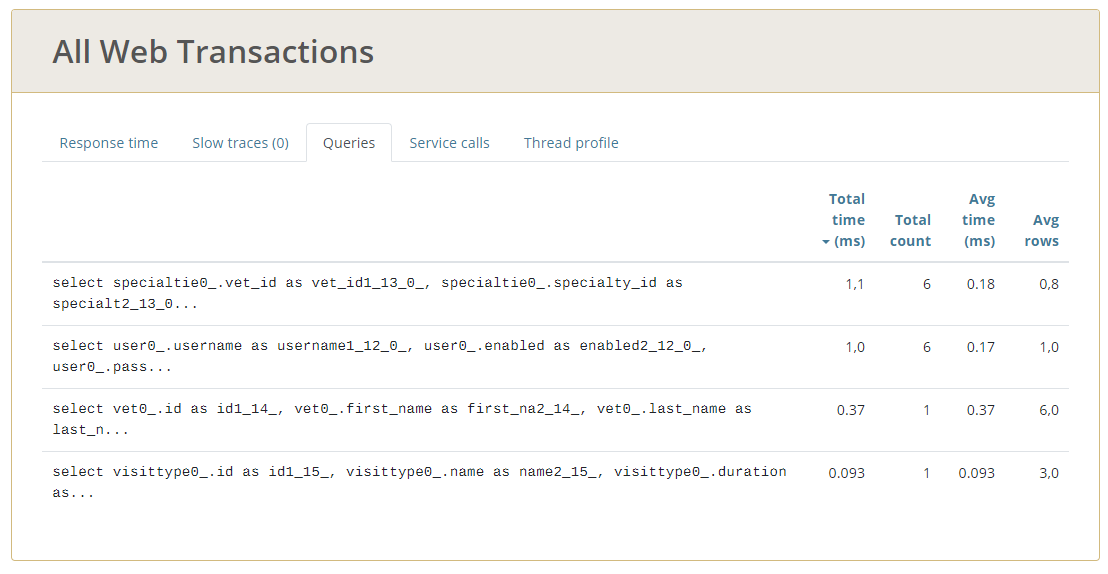 All Web Transactions
Response time Slow traces (0) Queries Service calls Thread profile
Total time (ms) Total count Avg time (ms) Avg rows
select specialtie0_.vet_id as vet_id1_13_0_, specialtie0_.specialty_id as 1,1 6 0.18 0,8
specialt2_13_0...
select user0_.username as username1_12_0_, user0_.enabled as enabled2_12_0_, 1,0 6 0.17 1,0
user0_.pass...
select vet0_.id as id1_14_, vet0_.first_name as first_na2_14_, vet0_.last_name as 0.37 1 0.37 6,0
last_n...
select visittype0_.id as id1_15_, visittype0_.name as name2_15_, visittype0_.duration 0.093 1 0.093 3,0
as...